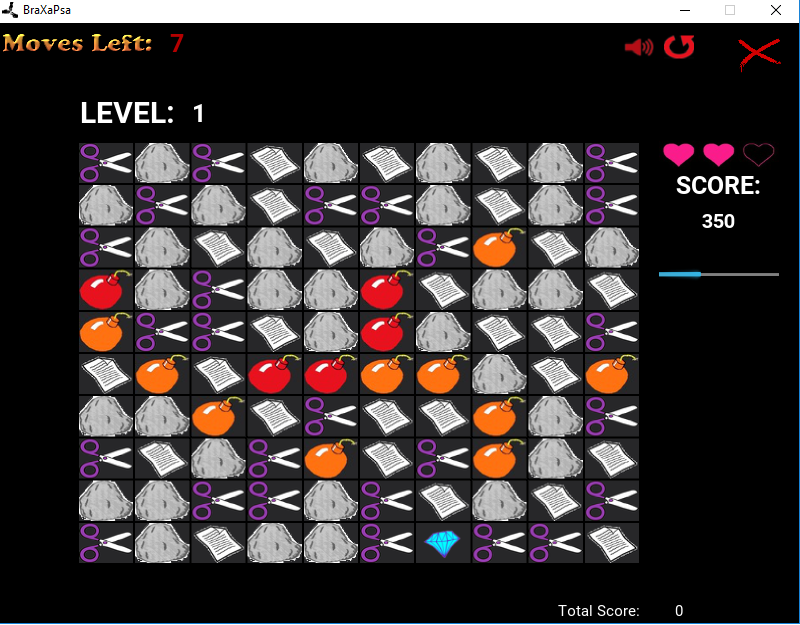 BraXaPsa
Moves Left: 7
LEVEL: 1
SCORE:
350
Total Score: 0